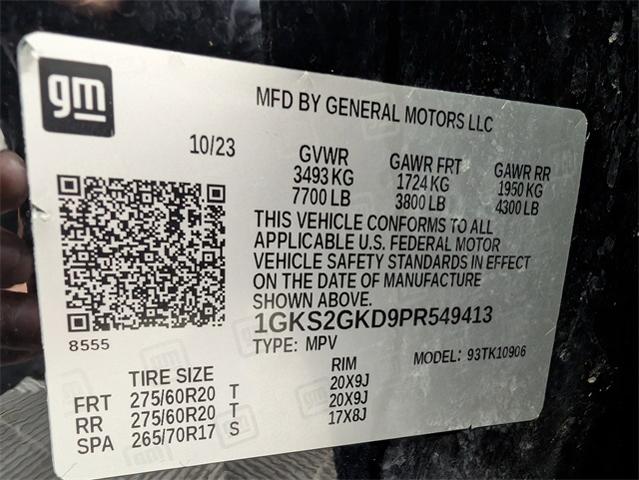 gm
MFD BY GENERAL MOTORS LLC
10/23
GVWR GAWR FRT GAWR RR
3493 KG 1724 KG 1950 KG
7700 LB 3800 LB 4300 LB
THIS VEHICLE CONFORMS TO ALL
APPLICABLE U.S. FEDERAL MOTOR
VEHICLE SAFETY STANDARDS IN EFFECT
ON THE DATE OF MANUFACTURE
SHOWN ABOVE.
8555
1GKS2GKD9PR549413
TYPE: MPV MODEL: 93TK10906
TIRE SIZE RIM
FRT 275/60R20 T 20X9J
RR 275/60R20 T 20X9J
SPA 265/70R17 S 17X8J